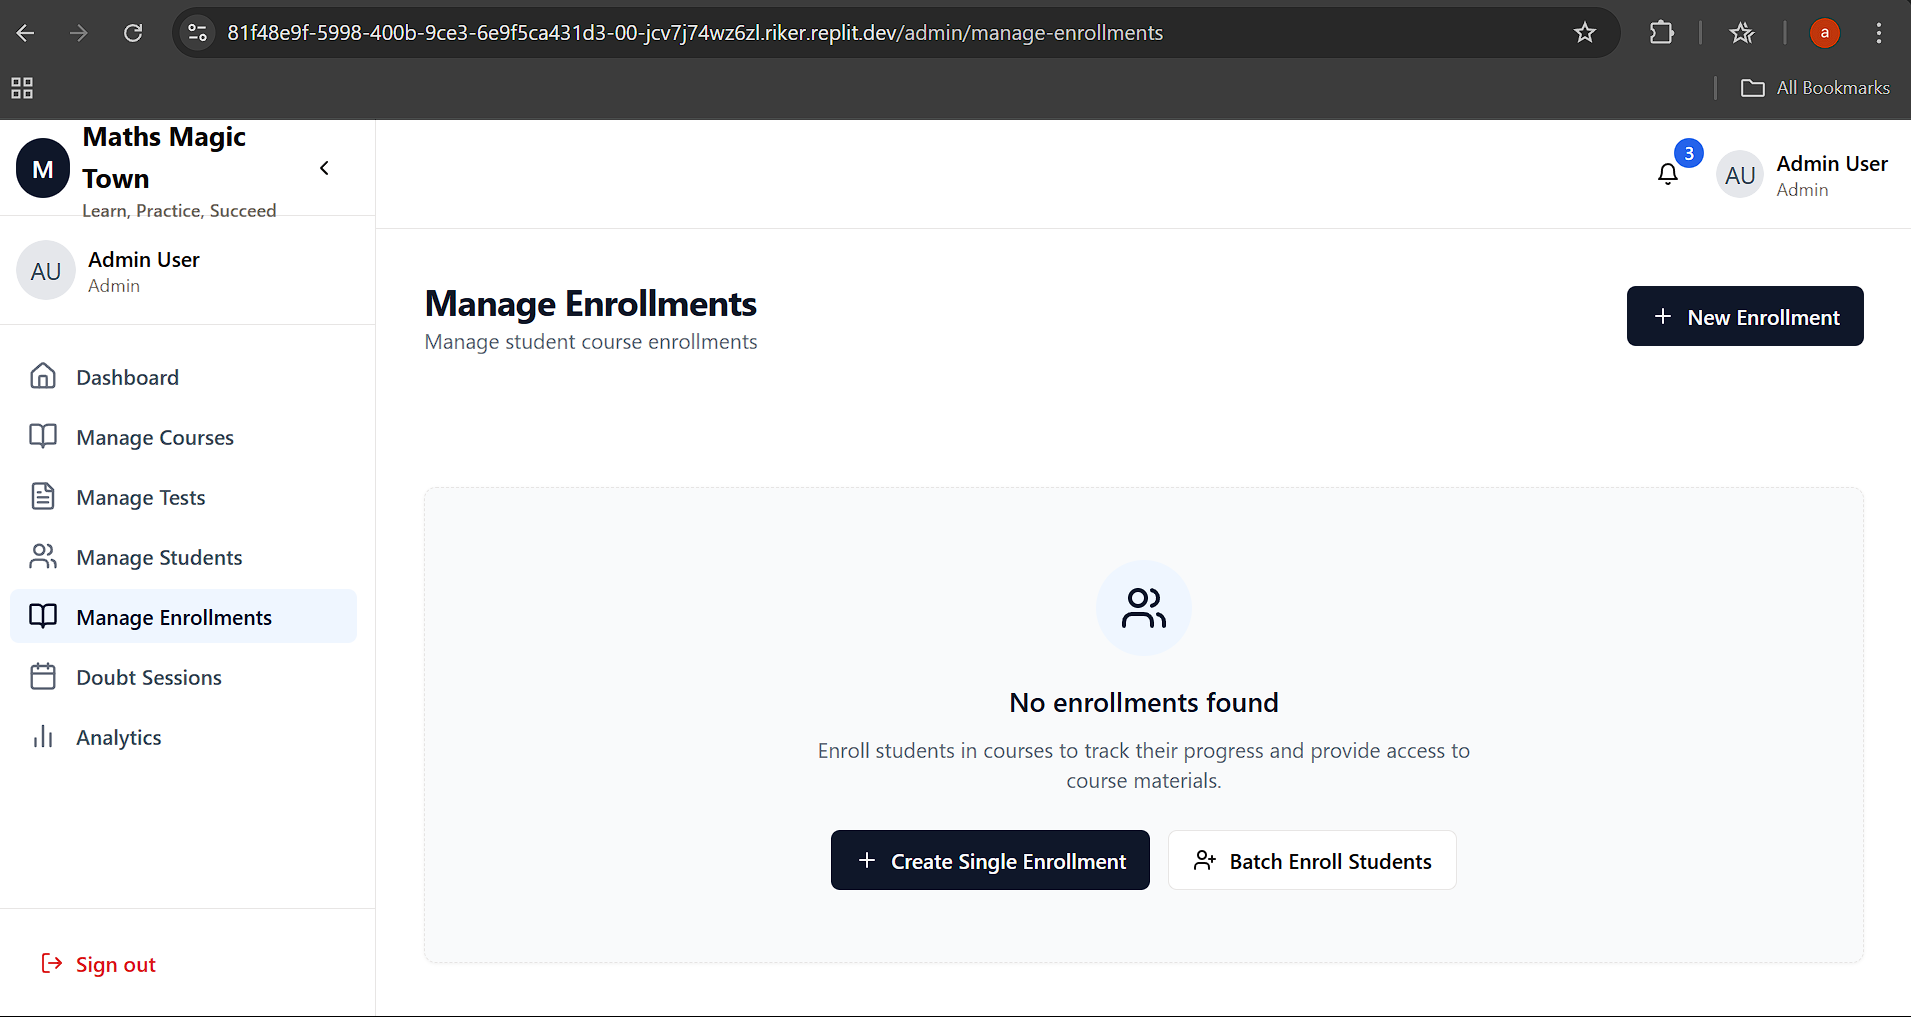 81f48e9f-5998-400b-9ce3-6e9f5ca431d3-00-jcv7j74wz6zl.riker.replit.dev/admin/manage-enrollments
a
All Bookmarks
M
Maths Magic
Town
Learn, Practice, Succeed
3
AU
Admin User
Admin
AU
Admin User
Admin
Dashboard
Manage Courses
Manage Tests
Manage Students
Manage Enrollments
Doubt Sessions
Analytics
Sign out
Manage Enrollments
Manage student course enrollments
New Enrollment
No enrollments found
Enroll students in courses to track their progress and provide access to
course materials.
Create Single Enrollment
Batch Enroll Students